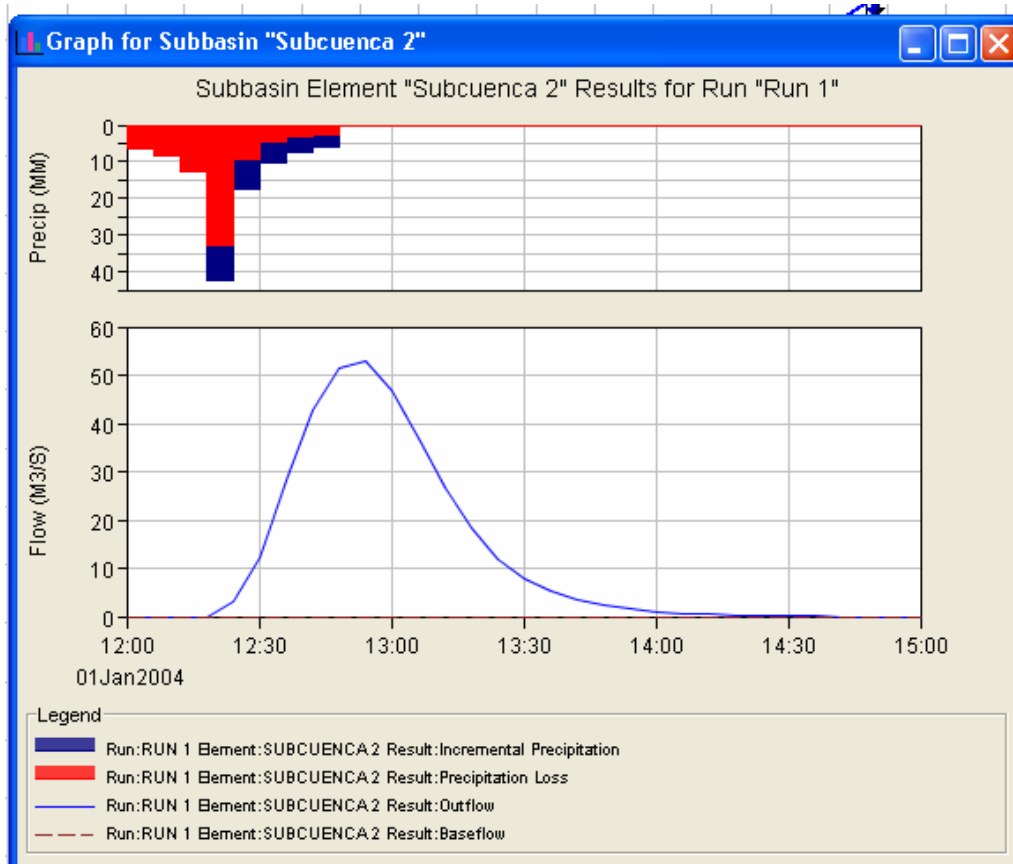 Graph for Subbasin "Subcuenca 2"
Subbasin Element "Subcuenca 2" Results for Run "Run 1"
Precip (MM)
0
10
20
30
40
Flow (M3/S)
60
50
40
30
20
10
0
12:00 12:30 13:00 13:30 14:00 14:30 15:00
01Jan2004
Legend
Run:RUN 1 Element:SUBCUENCA 2 Result:Incremental Precipitation
Run:RUN 1 Element:SUBCUENCA 2 Result:Precipitation Loss
Run:RUN 1 Element:SUBCUENCA 2 Result:Outflow
Run:RUN 1 Element:SUBCUENCA 2 Result:Baseflow